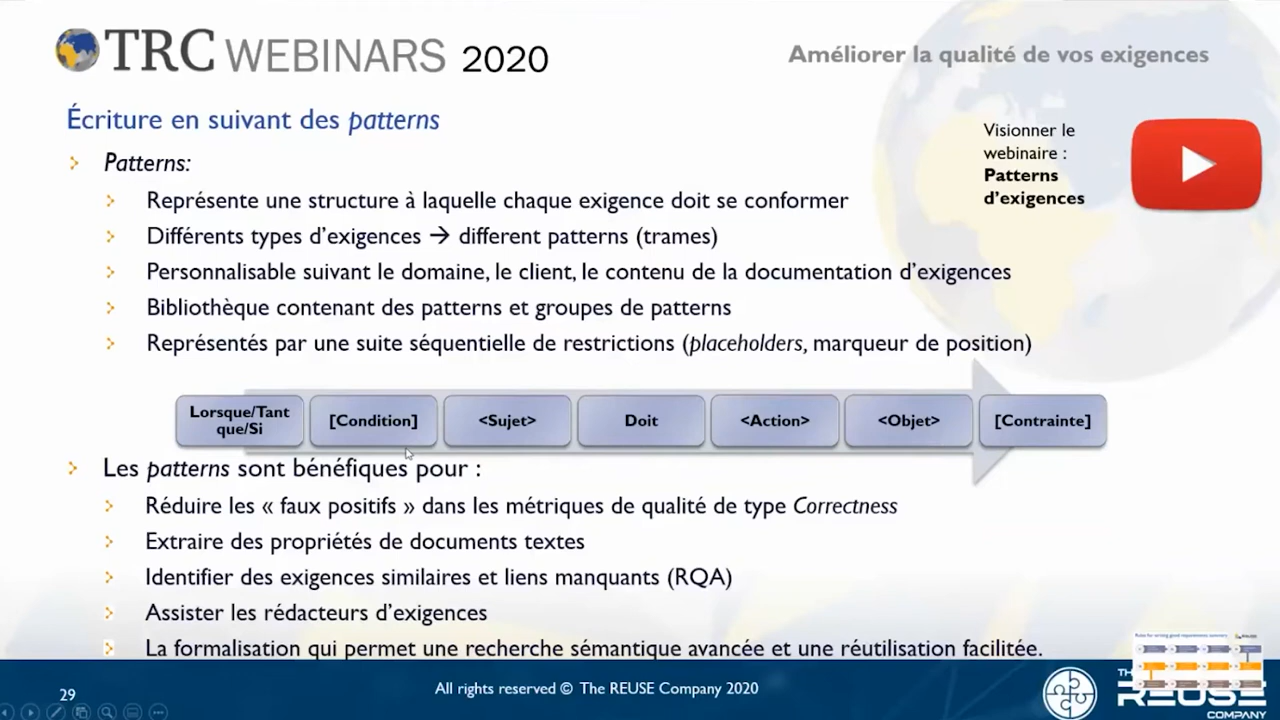 TRC WEBINARS 2020
Améliorer la qualité de vos exigences
Écriture en suivant des patterns
Visionner le
webinaire :
Patterns
d'exigences
Patterns:
Représente une structure à laquelle chaque exigence doit se conformer
Différents types d'exigences → different patterns (trames)
Personnalisable suivant le domaine, le client, le contenu de la documentation d'exigences
Bibliothèque contenant des patterns et groupes de patterns
Représentés par une suite séquentielle de restrictions (placeholders, marqueur de position)
Lorsque/Tant
que/Si
[Condition]
<Sujet>
Doit
<Action>
<Objet>
[Contrainte]
Les patterns sont bénéfiques pour :
Réduire les « faux positifs » dans les métriques de qualité de type Correctness
Extraire des propriétés de documents textes
Identifier des exigences similaires et liens manquants (RQA)
Assister les rédacteurs d'exigences
La formalisation qui permet une recherche sémantique avancée et une réutilisation facilitée.
29
All rights reserved © The REUSE Company 2020
REUSE
COMPANY